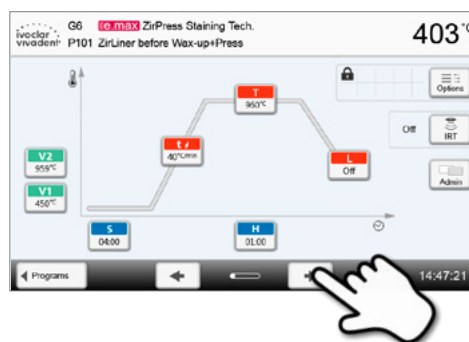 ivoclar vivadent
G6 IPS e.max ZirPress Staining Tech.
P101 ZirLiner before Wax-up+Press
403 °C
Options
T
960°C
Off
IRT
t
40°C/min
V2
959°C
L
Off
Admin
V1
450°C
S
04:00
H
01:00
Programs
14:47:21